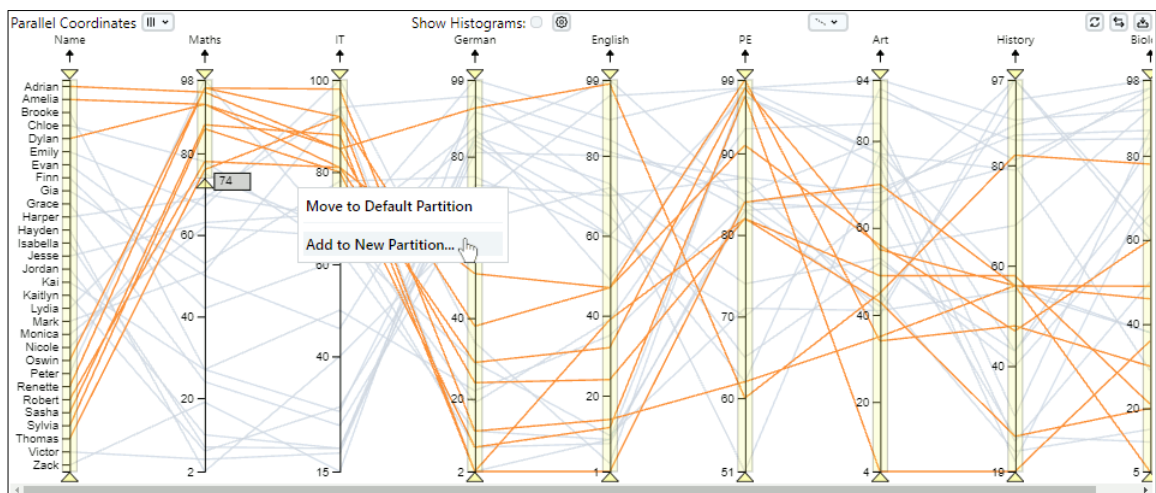 Parallel Coordinates
Show Histograms:
Name Maths IT German English PE Art History Biol
98 100 99 99 99 94 97 98
Adrian
Amelia
Brooke
Chloe
Dylan
Emily
Evan
Finn
Gia
Grace
Harper
Hayden
Isabella
Jesse
Jordan
Kai
Kaitlyn
Lydia
Mark
Monica
Nicole
Oswin
Peter
Renette
Robert
Sasha
Sylvia
Thomas
Victor
Zack
80 80 80 80 90 80 80 80
74
Move to Default Partition
Add to New Partition...
60 60 60 80 60 60 60
40 40 40 40 70 40 40 40
20 20 20 60 20 20
2 15 2 1 51 4 19 5